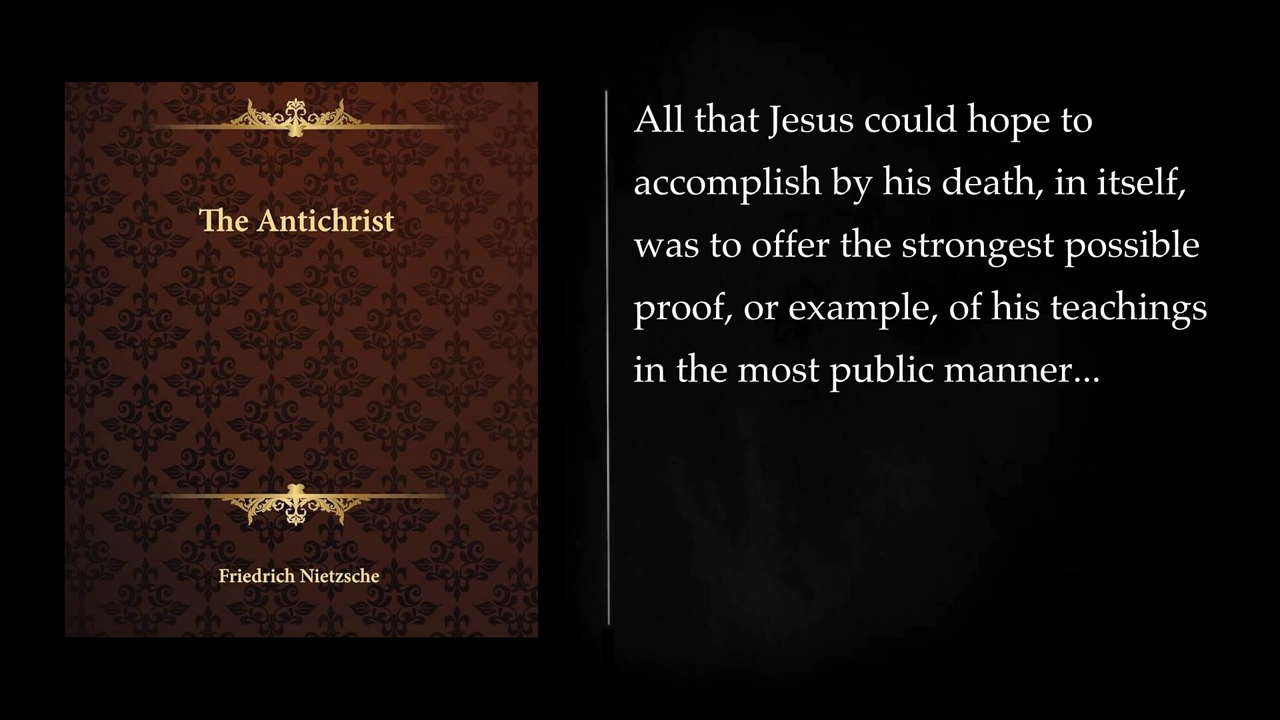 The Antichrist
Friedrich Nietzsche
All that Jesus could hope to
accomplish by his death, in itself,
was to offer the strongest possible
proof, or example, of his teachings
in the most public manner...